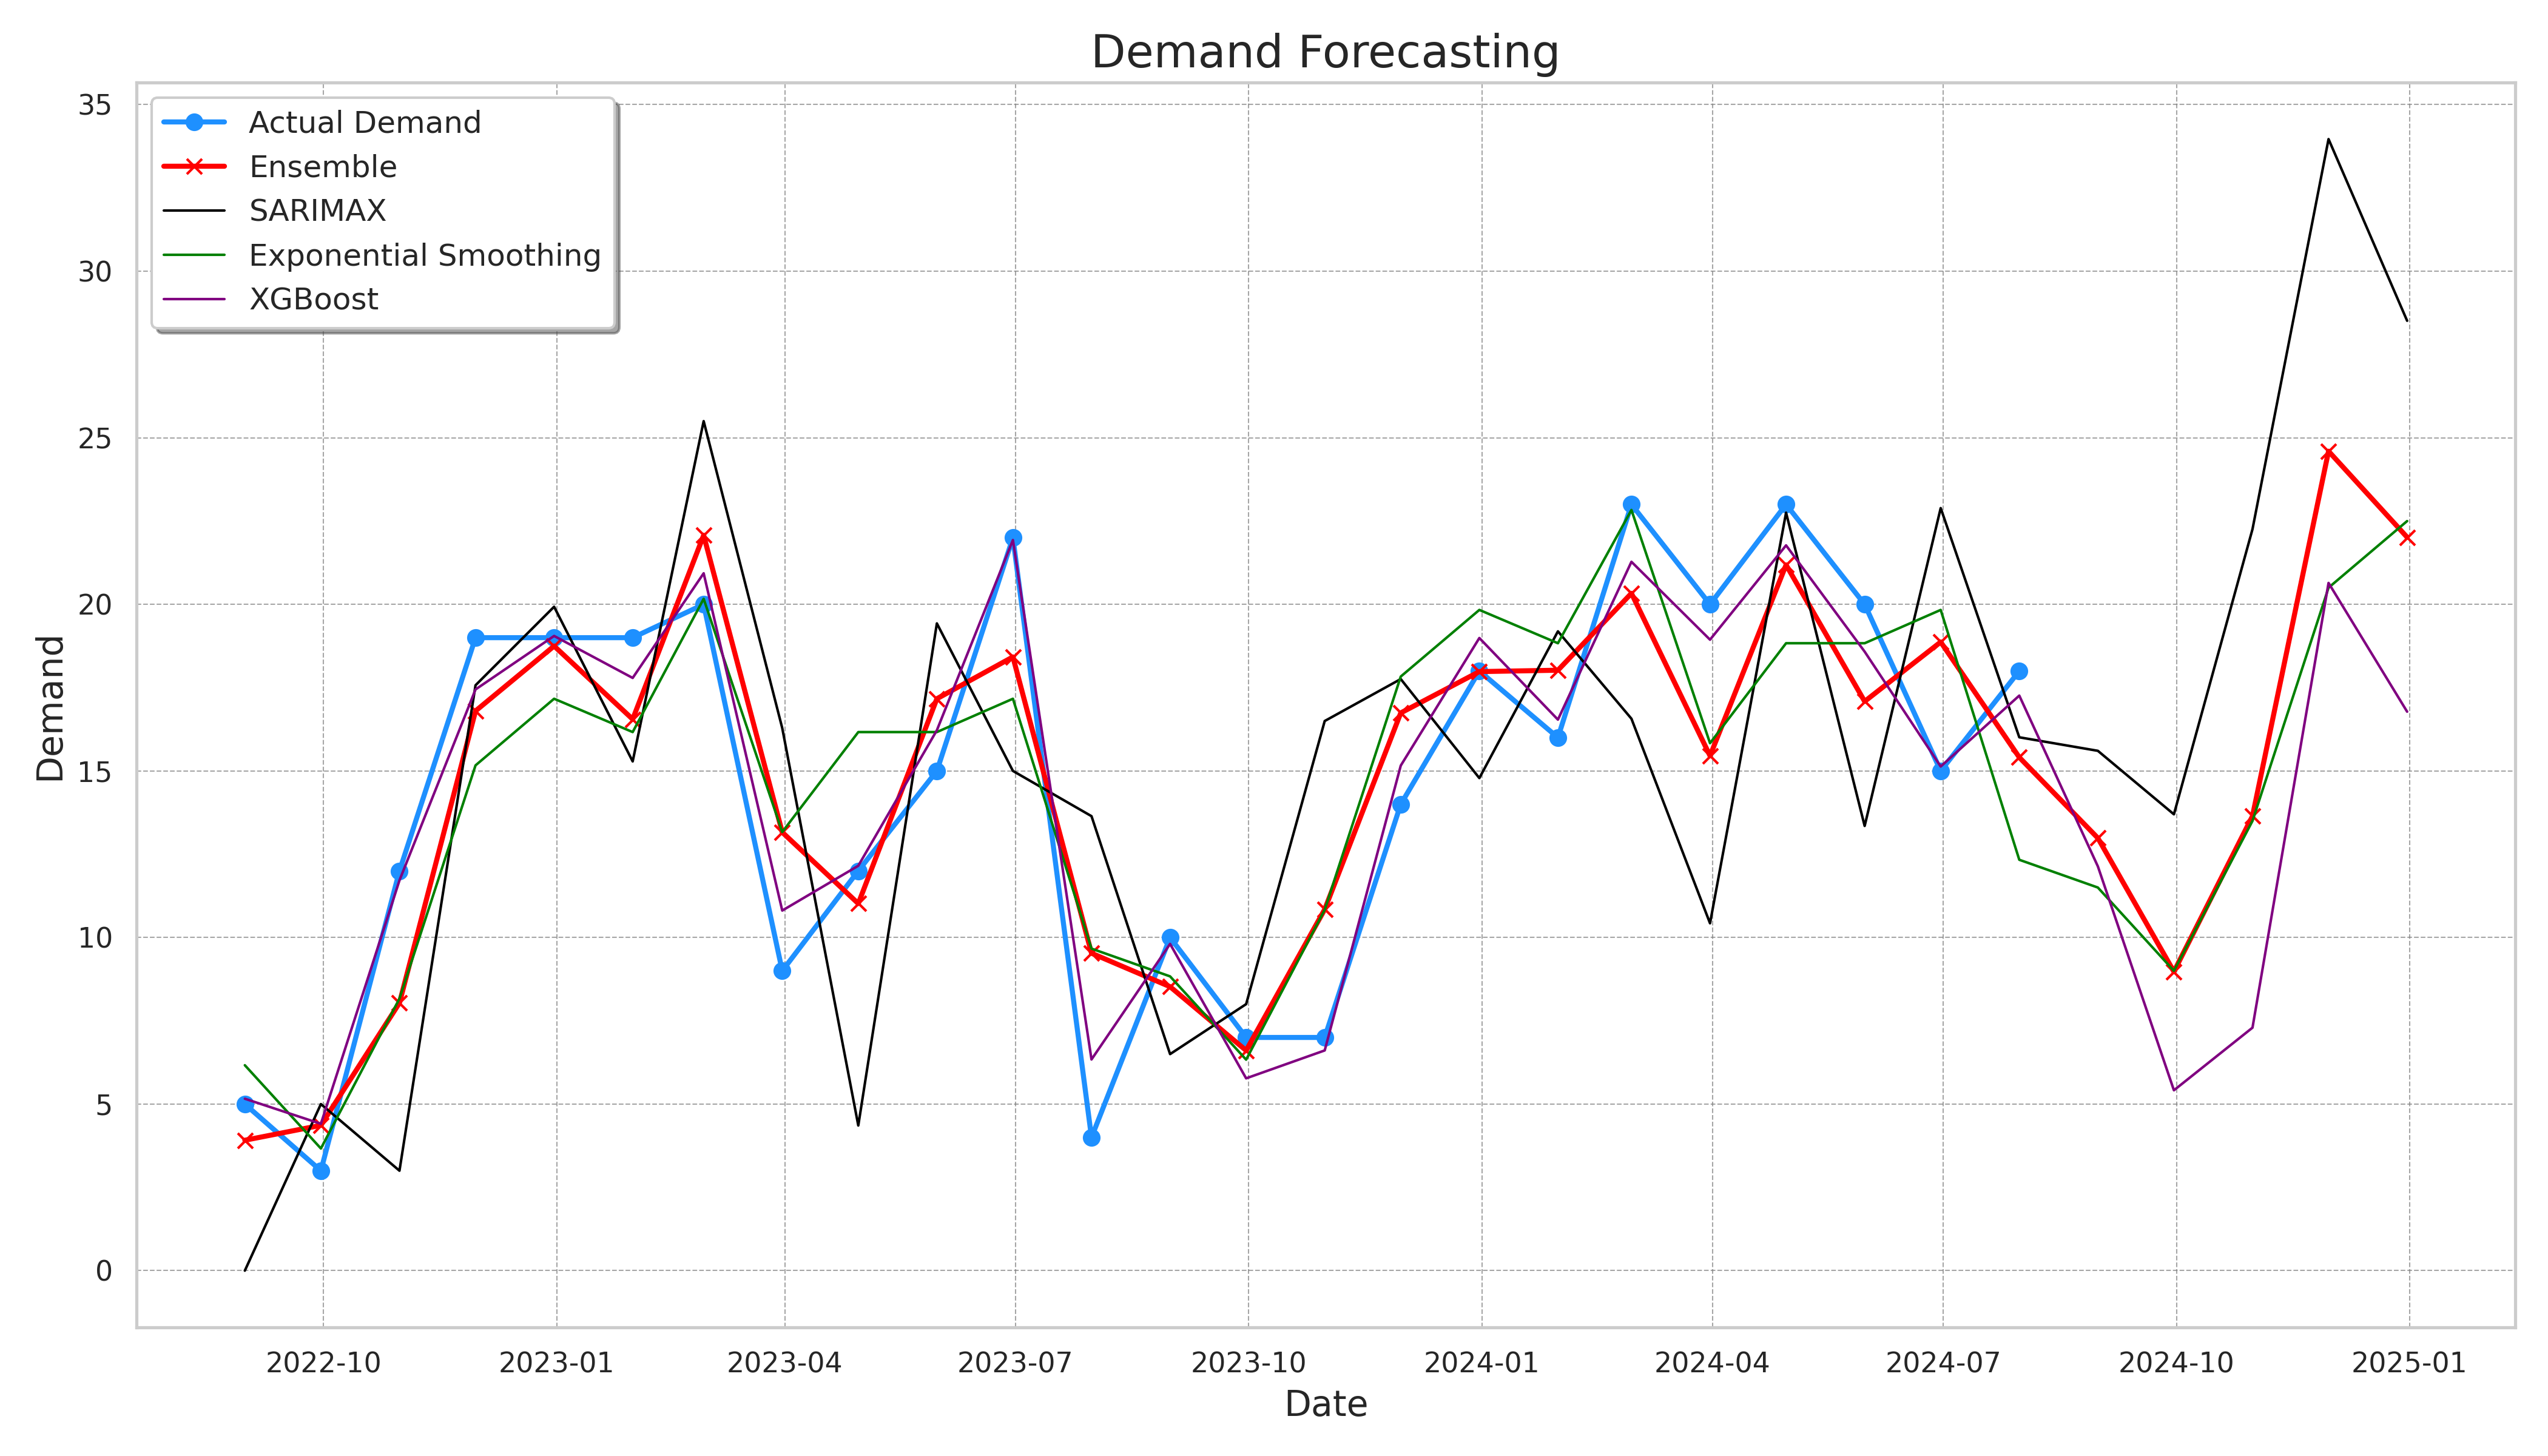 Demand Forecasting
35
30
25
20
15
10
5
0
Demand
Actual Demand
Ensemble
SARIMAX
Exponential Smoothing
XGBoost
2022-10
2023-01
2023-04
2023-07
2023-10
2024-01
2024-04
2024-07
2024-10
2025-01
Date